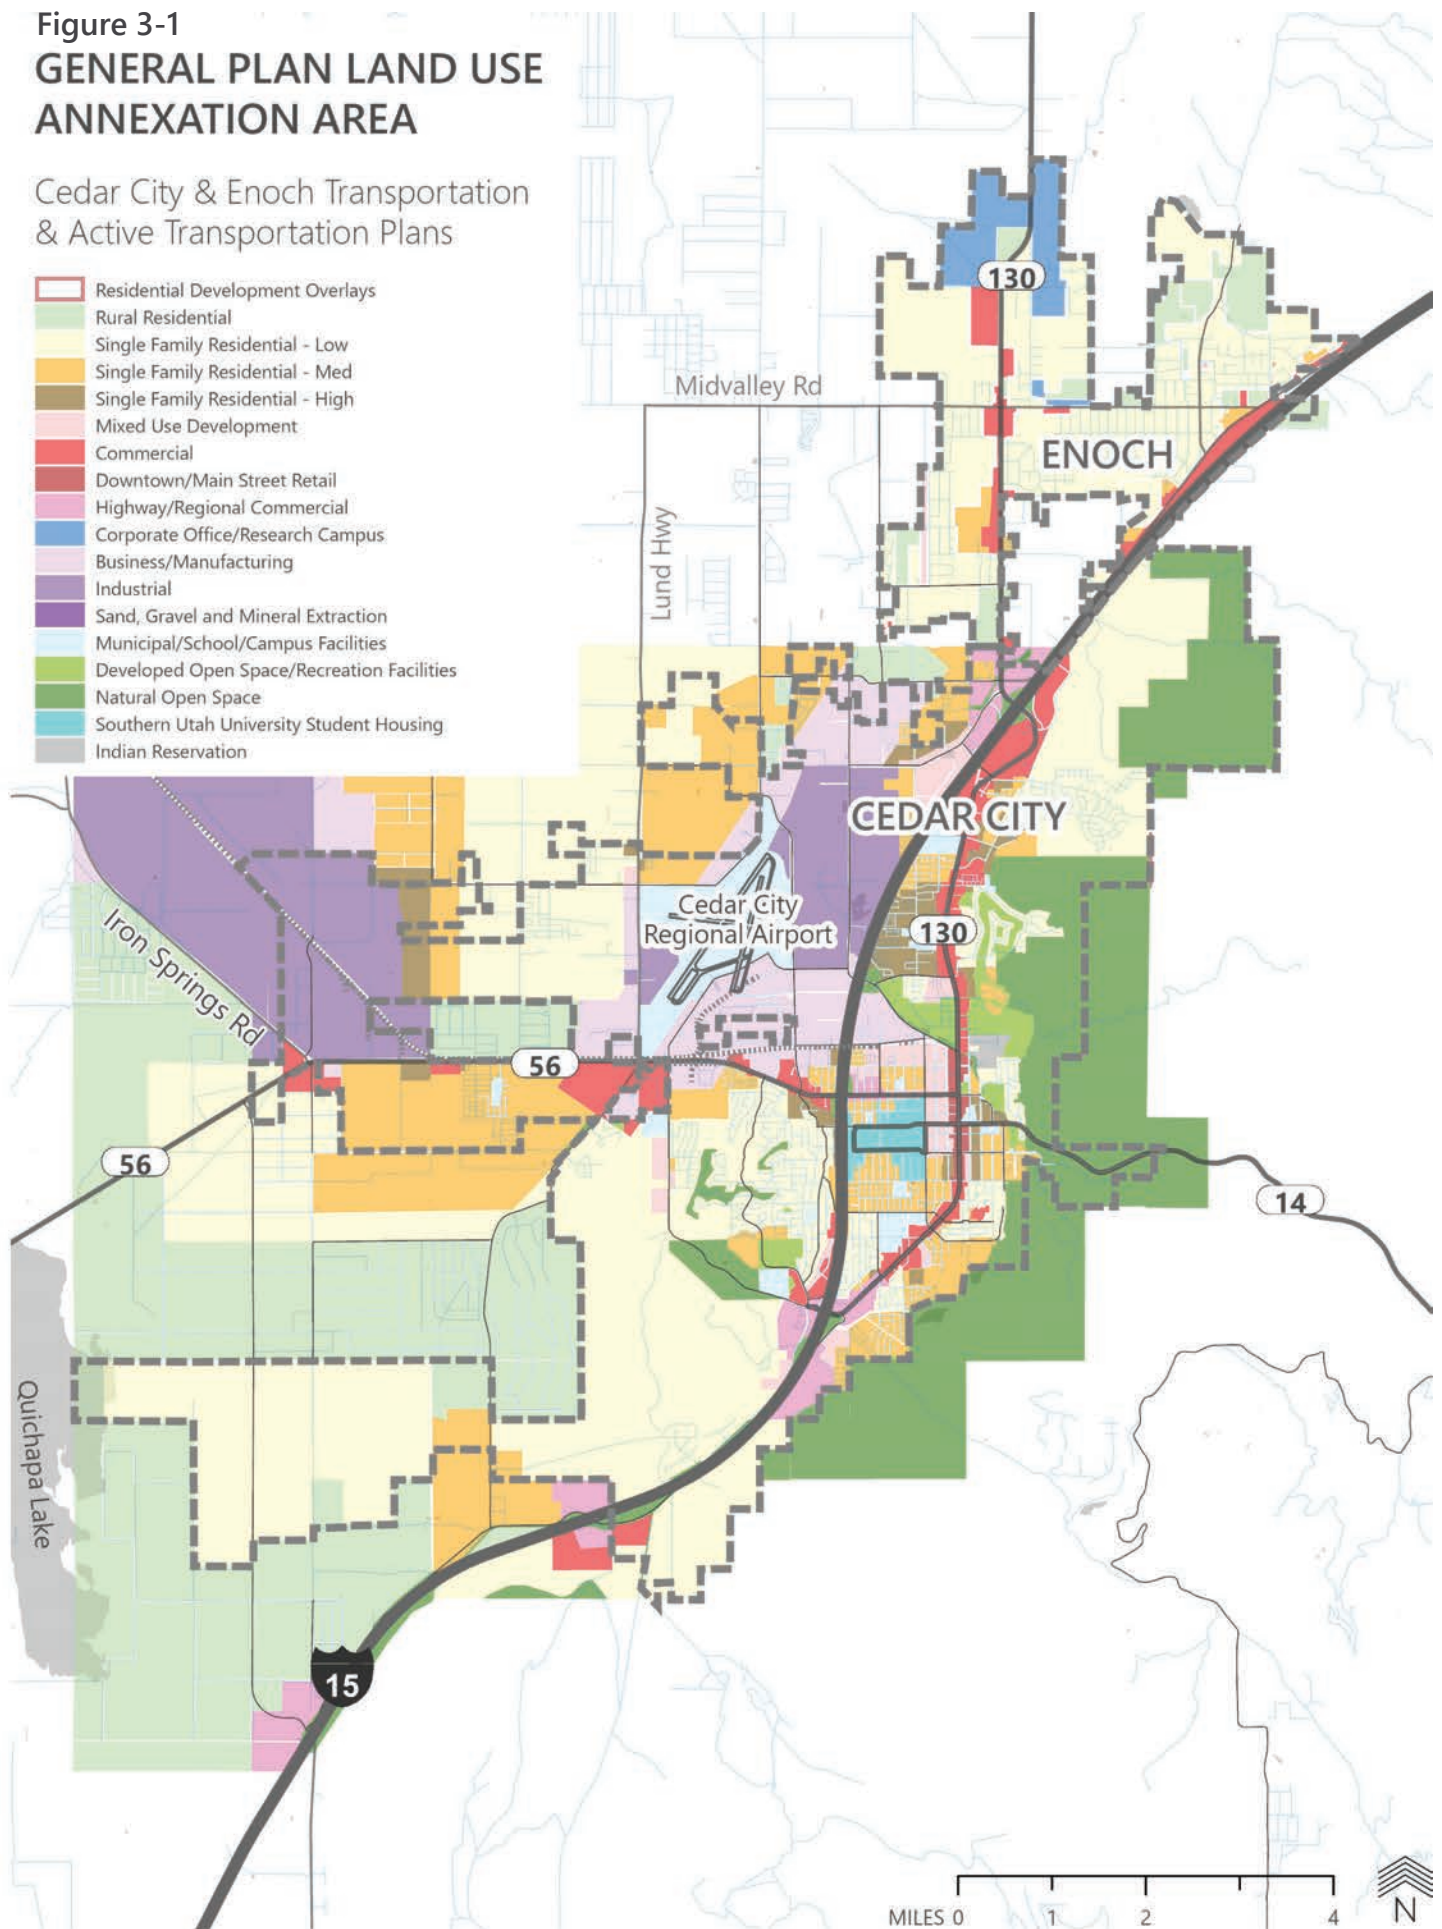 Figure 3-1
GENERAL PLAN LAND USE
ANNEXATION AREA
Cedar City & Enoch Transportation
& Active Transportation Plans
Residential Development Overlays
Rural Residential
Single Family Residential - Low
Single Family Residential - Med
Single Family Residential - High
Mixed Use Development
Commercial
Downtown/Main Street Retail
Highway/Regional Commercial
Corporate Office/Research Campus
Business/Manufacturing
Industrial
Sand, Gravel and Mineral Extraction
Municipal/School/Campus Facilities
Developed Open Space/Recreation Facilities
Natural Open Space
Southern Utah University Student Housing
Indian Reservation
130
Midvalley Rd
ENOCH
Lund Hwy
CEDAR CITY
Cedar City
Regional Airport
130
Iron Springs Rd
56
56
14
Quichapa Lake
15
MILES 0 1 2 4
N